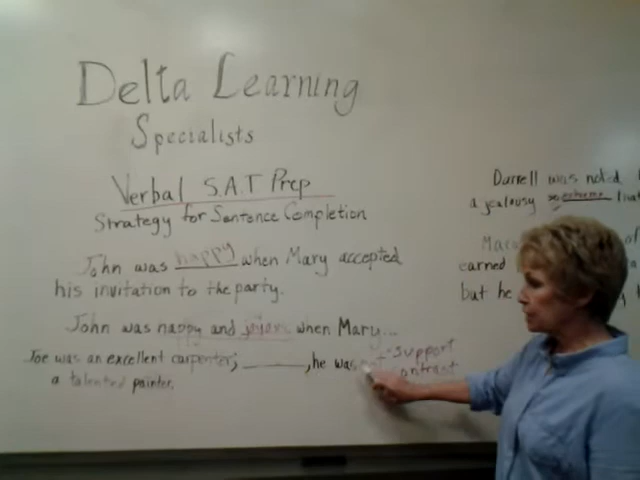 Delta Learning
Specialists
Verbal S.A.T Prep
Strategy for Sentence Completion
John was happy when Mary accepted
his invitation to the party.
John was happy and when Mary...
Joe was an excellent carpenter; ______, he was
a talented painter.
support
contrast
Darrell was noted
a jealousy so extreme
earned
but he